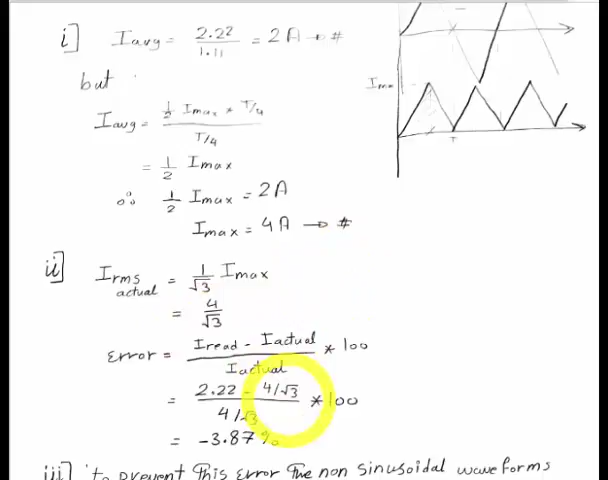 i] Iavg = 2.22 / 1.11 = 2A → #
but
Iavg = ½ Imax * T/4 / T/4
= ½ Imax
∴ ½ Imax = 2A
Imax = 4A → #
Imax
T
ii] Irms actual = 1/√3 Imax
= 4/√3
Error = Iread - Iactual / Iactual * 100
= 2.22 - 4/√3 / 4/√3 * 100
= -3.87%
iii] to prevent this error the non sinusoidal waveforms